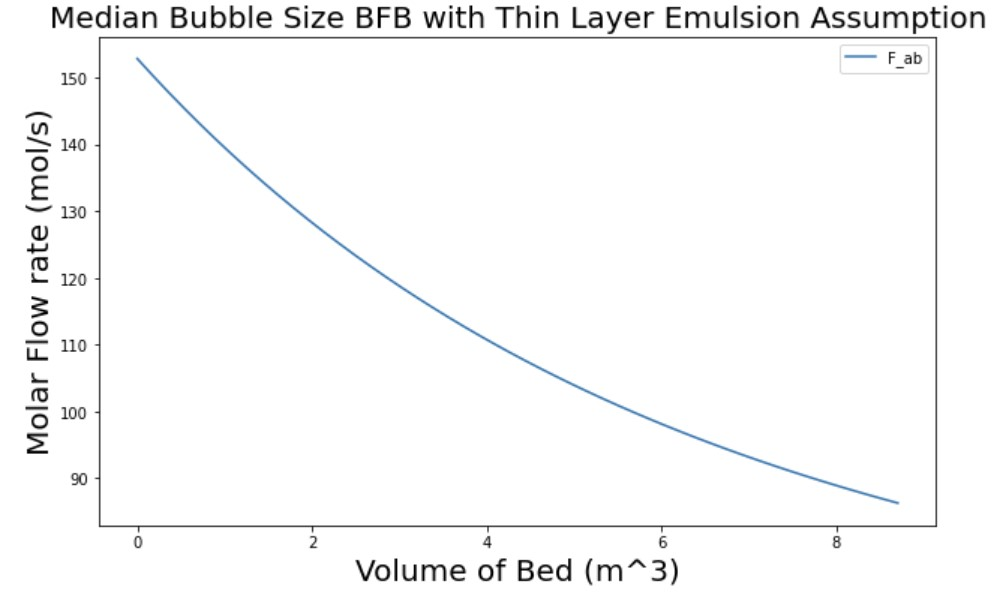 Median Bubble Size BFB with Thin Layer Emulsion Assumption
F_ab
Molar Flow rate (mol/s)
150
140
130
120
110
100
90
0 2 4 6 8
Volume of Bed (m^3)